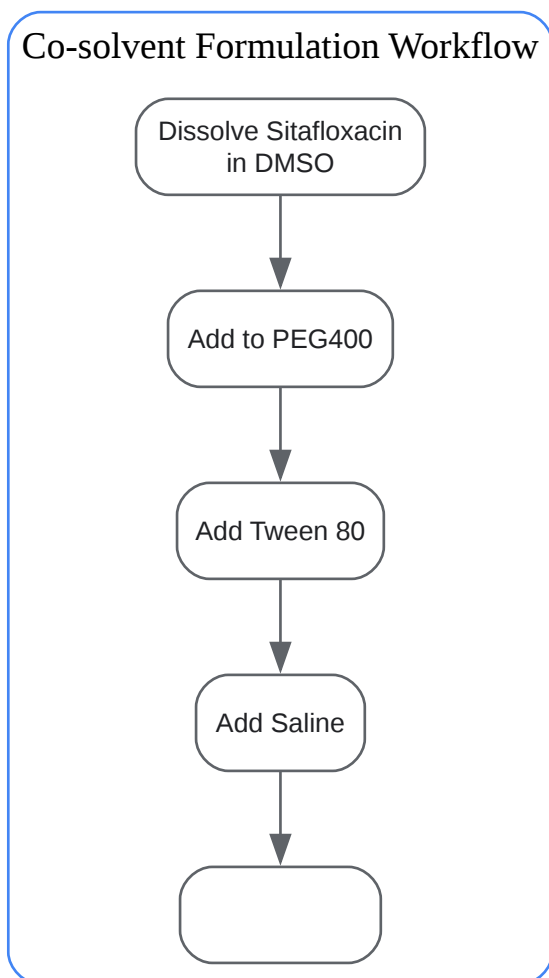 Co-solvent Formulation Workflow
Dissolve Sitafloxacin
in DMSO
Add to PEG400
Add Tween 80
Add Saline